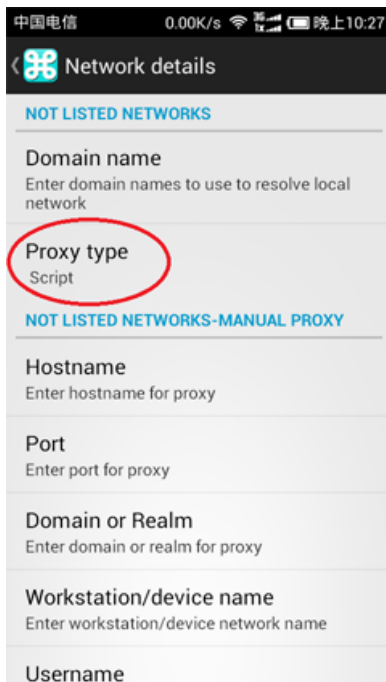 中国电信 0.00K/s 3G 1X 晚上10:27
Network details
NOT LISTED NETWORKS
Domain name
Enter domain names to use to resolve local
network
Proxy type
Script
NOT LISTED NETWORKS-MANUAL PROXY
Hostname
Enter hostname for proxy
Port
Enter port for proxy
Domain or Realm
Enter domain or realm for proxy
Workstation/device name
Enter workstation/device network name
Username